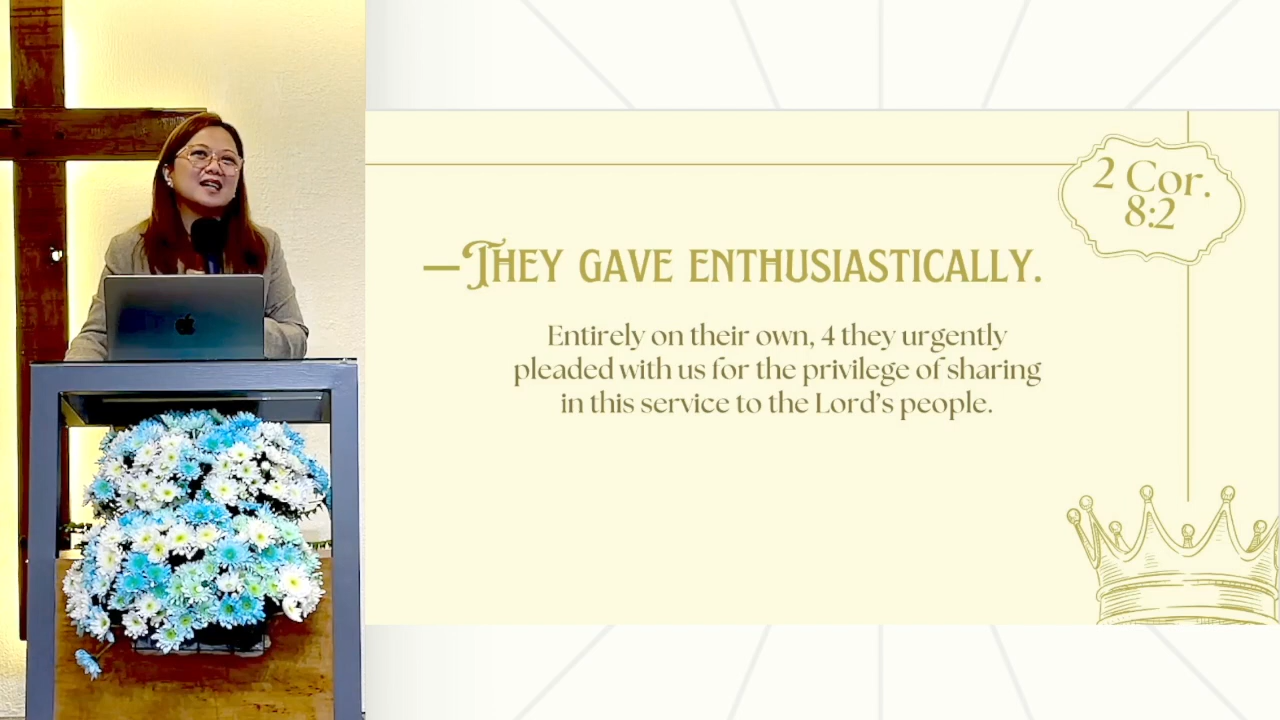 2 Cor.
8:2
—They gave enthusiastically.
Entirely on their own, 4 they urgently
pleaded with us for the privilege of sharing
in this service to the Lord's people.